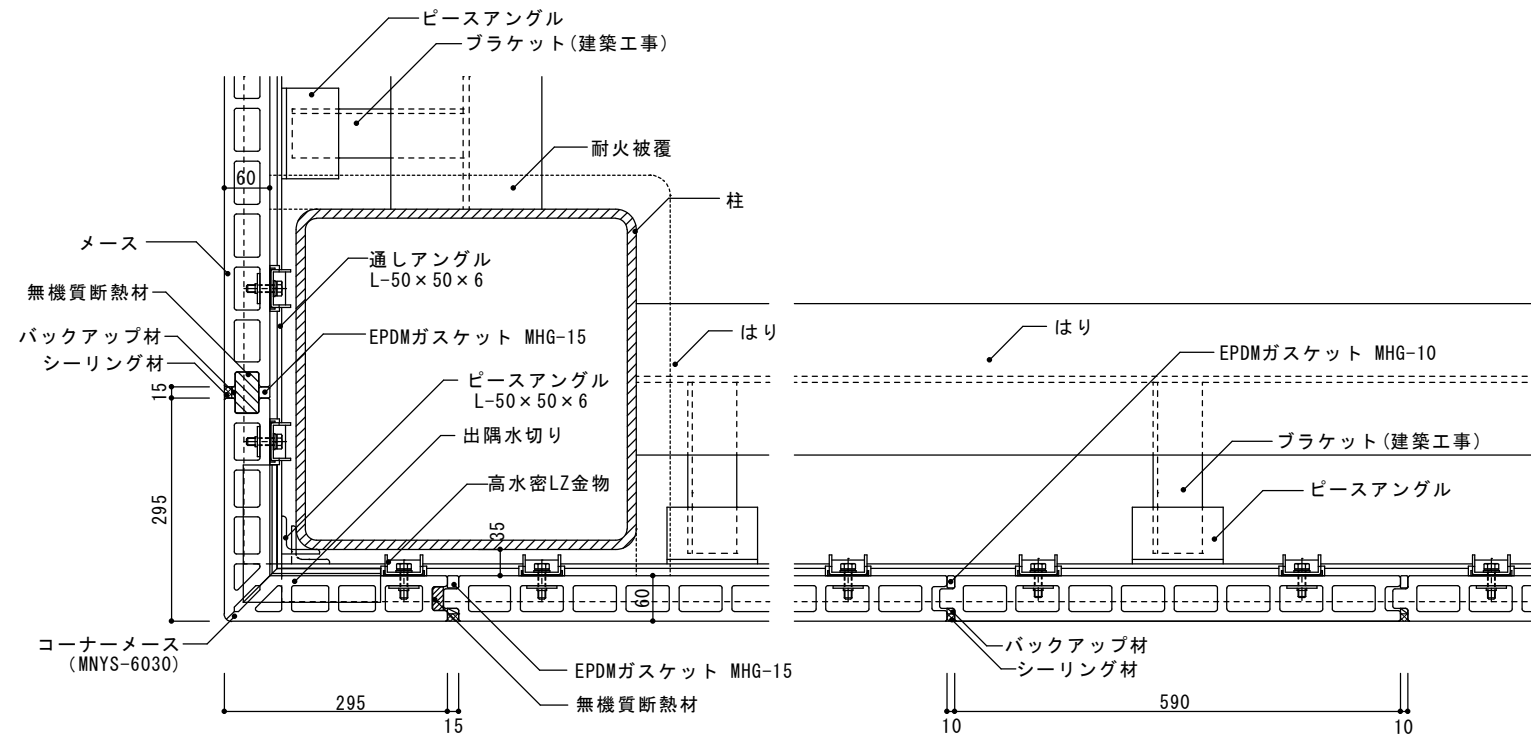 ピースアングル
ブラケット(建築工事)
耐火被覆
60
柱
メース
通しアングル
L-50×50×6
無機質断熱材
バックアップ材
EPDMガスケット MHG-15
シーリング材
はり
はり
EPDMガスケット MHG-10
15
ピースアングル
L-50×50×6
出隅水切り
ブラケット(建築工事)
高水密LZ金物
ピースアングル
295
35
60
コーナーメース
(MNYS-6030)
バックアップ材
シーリング材
EPDMガスケット MHG-15
無機質断熱材
295
15
10
590
10